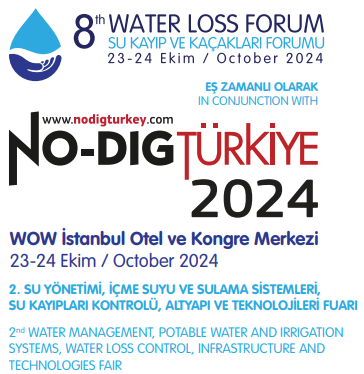 8th WATER LOSS FORUM
SU KAYIP VE KAÇAKLARI FORUMU
23-24 Ekim / October 2024
EŞ ZAMANLI OLARAK
IN CONJUNCTION WITH
www.nodigturkey.com
NO-DIG TÜRKİYE
2024
WOW İstanbul Otel ve Kongre Merkezi
23-24 Ekim / October 2024
2. SU YÖNETİMİ, İÇME SUYU VE SULAMA SİSTEMLERİ,
SU KAYIPLARI KONTROLÜ, ALTYAPI VE TEKNOLOJİLERİ FUARI
2nd WATER MANAGEMENT, POTABLE WATER AND IRRIGATION
SYSTEMS, WATER LOSS CONTROL, INFRASTRUCTURE AND
TECHNOLOGIES FAIR